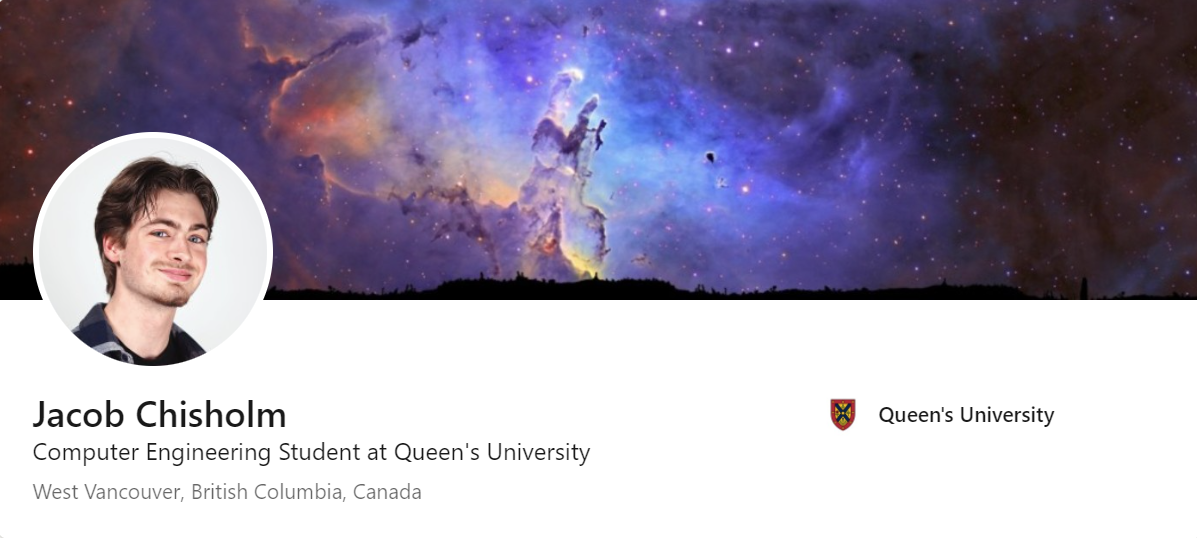 Jacob Chisholm
Computer Engineering Student at Queen's University
West Vancouver, British Columbia, Canada
Queen's University